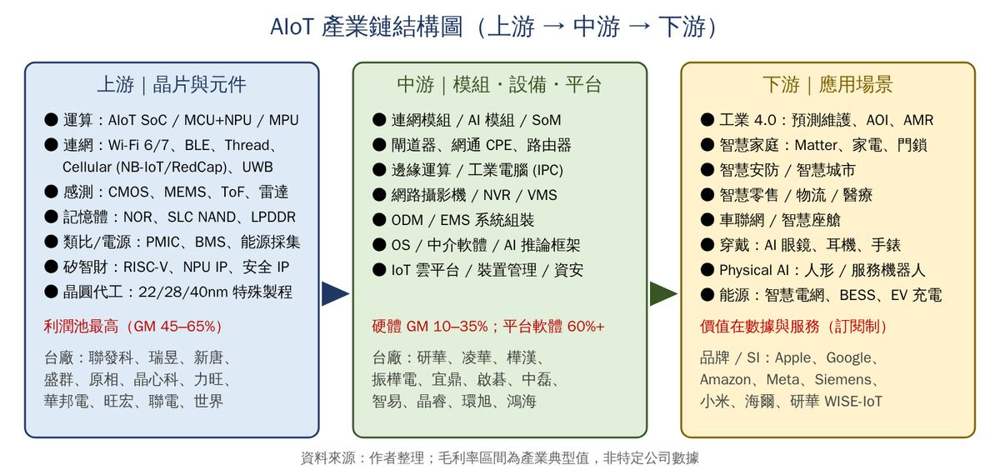 AIoT 產業鏈結構圖（上游 → 中游 → 下游）
上游｜晶片與元件
● 運算：AIoT SoC / MCU+NPU / MPU
● 連網：Wi-Fi 6/7、BLE、Thread、
Cellular (NB-IoT/RedCap)、UWB
● 感測：CMOS、MEMS、ToF、雷達
● 記憶體：NOR、SLC NAND、LPDDR
● 類比/電源：PMIC、BMS、能源採集
● 矽智財：RISC-V、NPU IP、安全 IP
● 晶圓代工：22/28/40nm 特殊製程
利潤池最高（GM 45–65%）
台廠：聯發科、瑞昱、新唐、
盛群、原相、晶心科、力旺、
華邦電、旺宏、聯電、世界
中游｜模組・設備・平台
● 連網模組 / AI 模組 / SoM
● 閘道器、網通 CPE、路由器
● 邊緣運算 / 工業電腦 (IPC)
● 網路攝影機 / NVR / VMS
● ODM / EMS 系統組裝
● OS / 中介軟體 / AI 推論框架
● IoT 雲平台 / 裝置管理 / 資安
硬體 GM 10–35%；平台軟體 60%+
台廠：研華、凌華、樺漢、
振樺電、宜鼎、啟碁、中磊、
智易、晶睿、環旭、鴻海
下游｜應用場景
● 工業 4.0：預測維護、AOI、AMR
● 智慧家庭：Matter、家電、門鎖
● 智慧安防 / 智慧城市
● 智慧零售 / 物流 / 醫療
● 車聯網 / 智慧座艙
● 穿戴：AI 眼鏡、耳機、手錶
● Physical AI：人形 / 服務機器人
● 能源：智慧電網、BESS、EV 充電
價值在數據與服務（訂閱制）
品牌 / SI：Apple、Google、
Amazon、Meta、Siemens、
小米、海爾、研華 WISE-IoT
資料來源：作者整理；毛利率區間為產業典型值，非特定公司數據